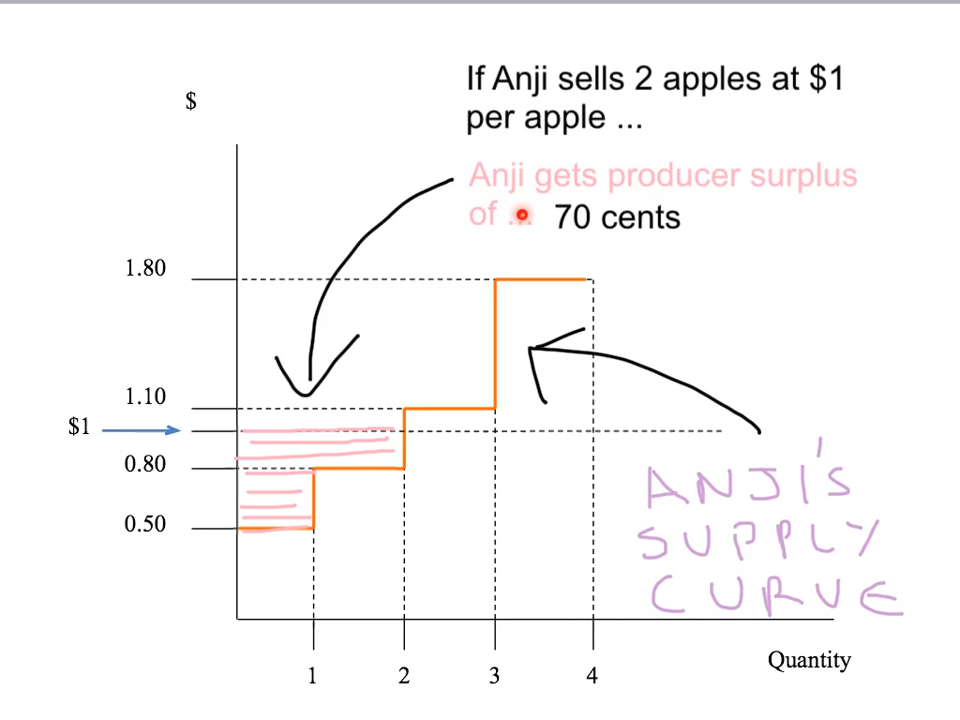 If Anji sells 2 apples at $1
per apple ...
$
Anji gets producer surplus
of ... 70 cents
1.80
1.10
$1
0.80
0.50
ANJI'S
SUPPLY
CURVE
Quantity
1 2 3 4